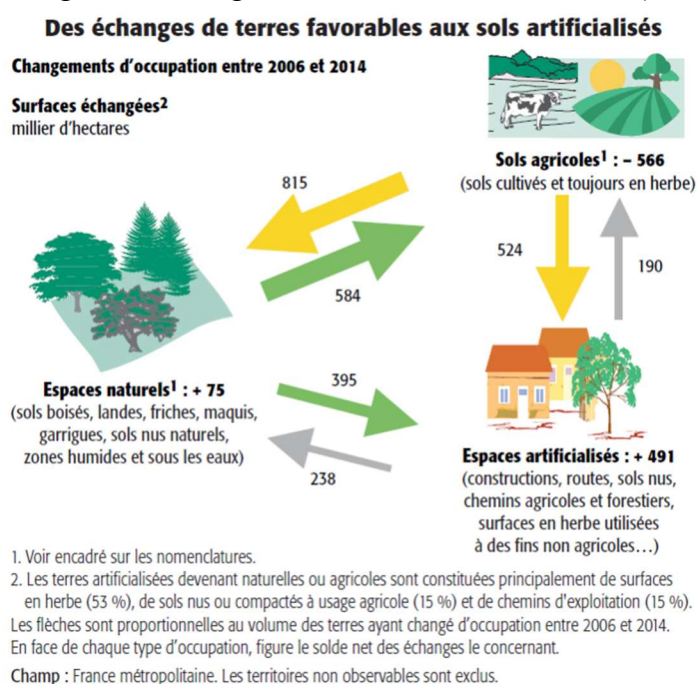 Des échanges de terres favorables aux sols artificialisés
Changements d'occupation entre 2006 et 2014
Surfaces échangées2
millier d'hectares
Sols agricoles1 : – 566
(sols cultivés et toujours en herbe)
815
584
524
190
Espaces naturels1 : + 75
(sols boisés, landes, friches, maquis,
garrigues, sols nus naturels,
zones humides et sous les eaux)
395
238
Espaces artificialisés : + 491
(constructions, routes, sols nus,
chemins agricoles et forestiers,
surfaces en herbe utilisées
à des fins non agricoles…)
1. Voir encadré sur les nomenclatures.
2. Les terres artificialisées devenant naturelles ou agricoles sont constituées principalement de surfaces
en herbe (53 %), de sols nus ou compactés à usage agricole (15 %) et de chemins d'exploitation (15 %).
Les flèches sont proportionnelles au volume des terres ayant changé d'occupation entre 2006 et 2014.
En face de chaque type d'occupation, figure le solde net des échanges le concernant.
Champ : France métropolitaine. Les territoires non observables sont exclus.